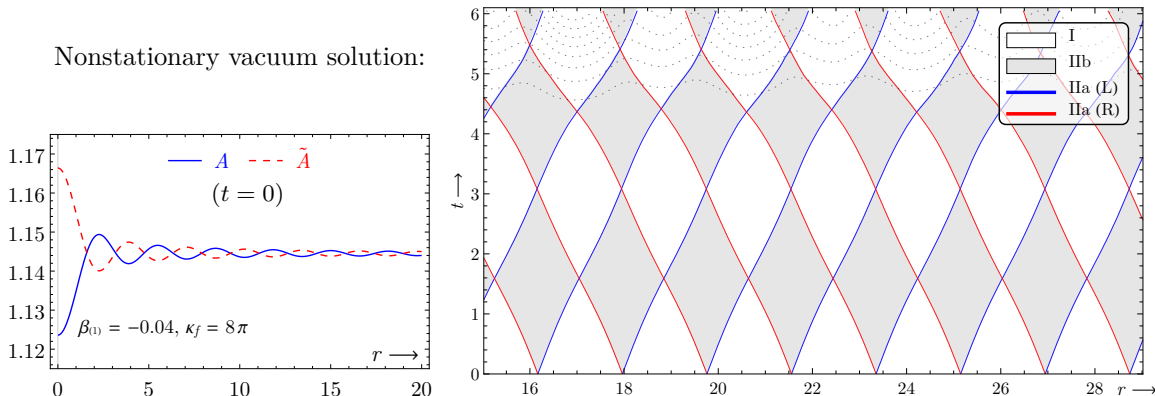 Nonstationary vacuum solution:
1.17
1.16
1.15
1.14
1.13
1.12
A Ã
(t = 0)
β₍₁₎ = −0.04, κ_f = 8 π
r ⟶
0 5 10 15 20
6
5
4
3
2
1
0
t ⟶
I
IIb
IIa (L)
IIa (R)
16 18 20 22 24 26 28 r ⟶